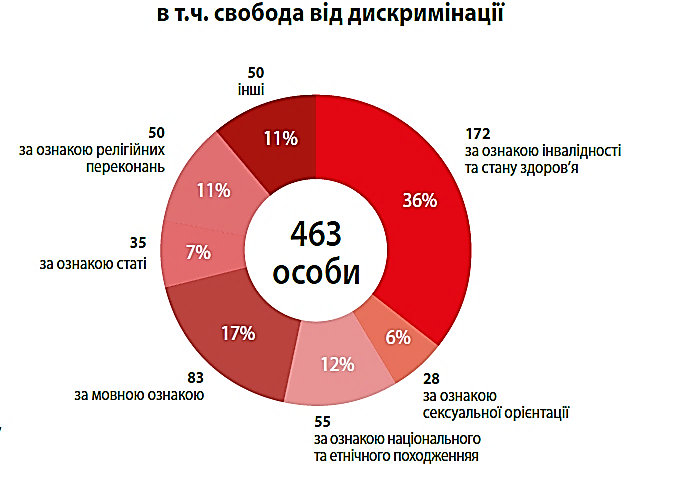 в т.ч. свобода від дискримінації
50
інші
11%
172
за ознакою інвалідності
та стану здоров’я
36%
28
за ознакою
сексуальної орієнтації
6%
55
за ознакою національного
та етнічного походженяя
12%
83
за мовною ознакою
17%
35
за ознакою статі
7%
50
за ознакою релігійних
переконань
11%
463
особи